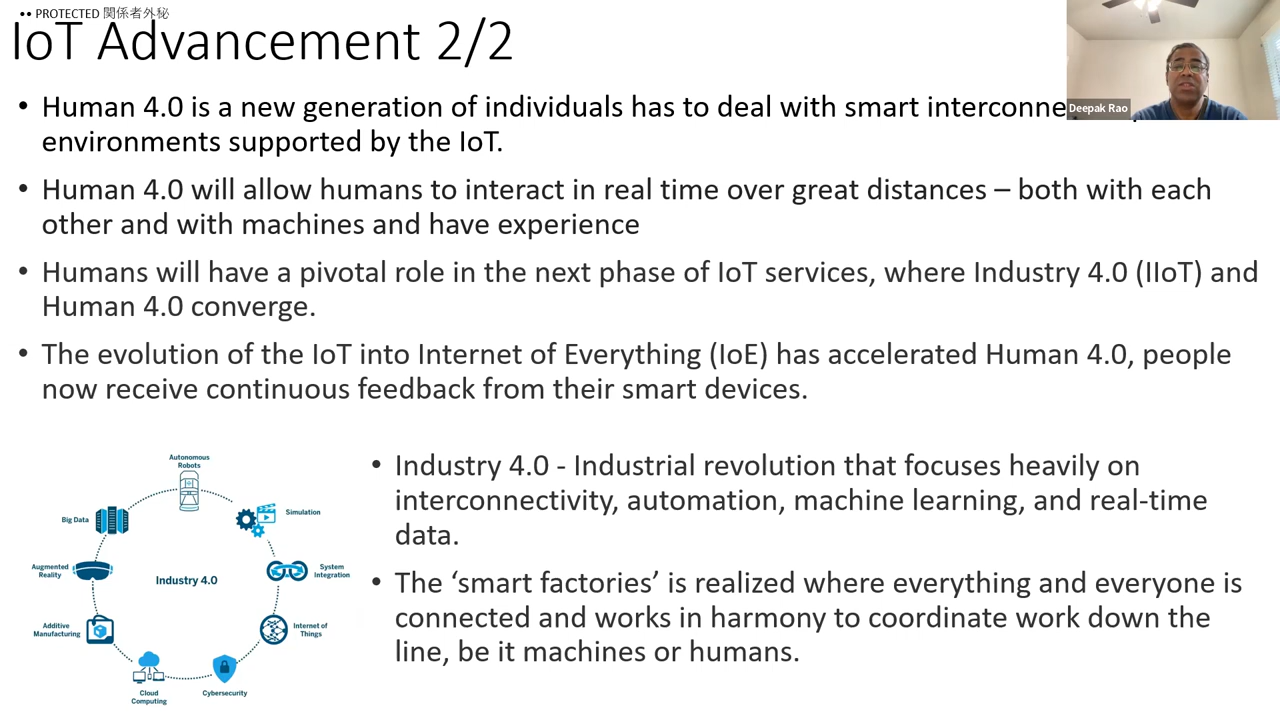 •• PROTECTED 関係者外秘
IoT Advancement 2/2
Deepak Rao
• Human 4.0 is a new generation of individuals has to deal with smart
environments supported by the IoT.
• Human 4.0 will allow humans to interact in real time over great distances – both with each
other and with machines and have experience
• Humans will have a pivotal role in the next phase of IoT services, where Industry 4.0 (IIoT) and
Human 4.0 converge.
• The evolution of the IoT into Internet of Everything (IoE) has accelerated Human 4.0, people
now receive continuous feedback from their smart devices.
Autonomous
Robots
Simulation
System
Integration
Internet of
Things
Cybersecurity
Cloud
Computing
Additive
Manufacturing
Augmented
Reality
Big Data
Industry 4.0
• Industry 4.0 - Industrial revolution that focuses heavily on
interconnectivity, automation, machine learning, and real-time
data.
• The ‘smart factories’ is realized where everything and everyone is
connected and works in harmony to coordinate work down the
line, be it machines or humans.